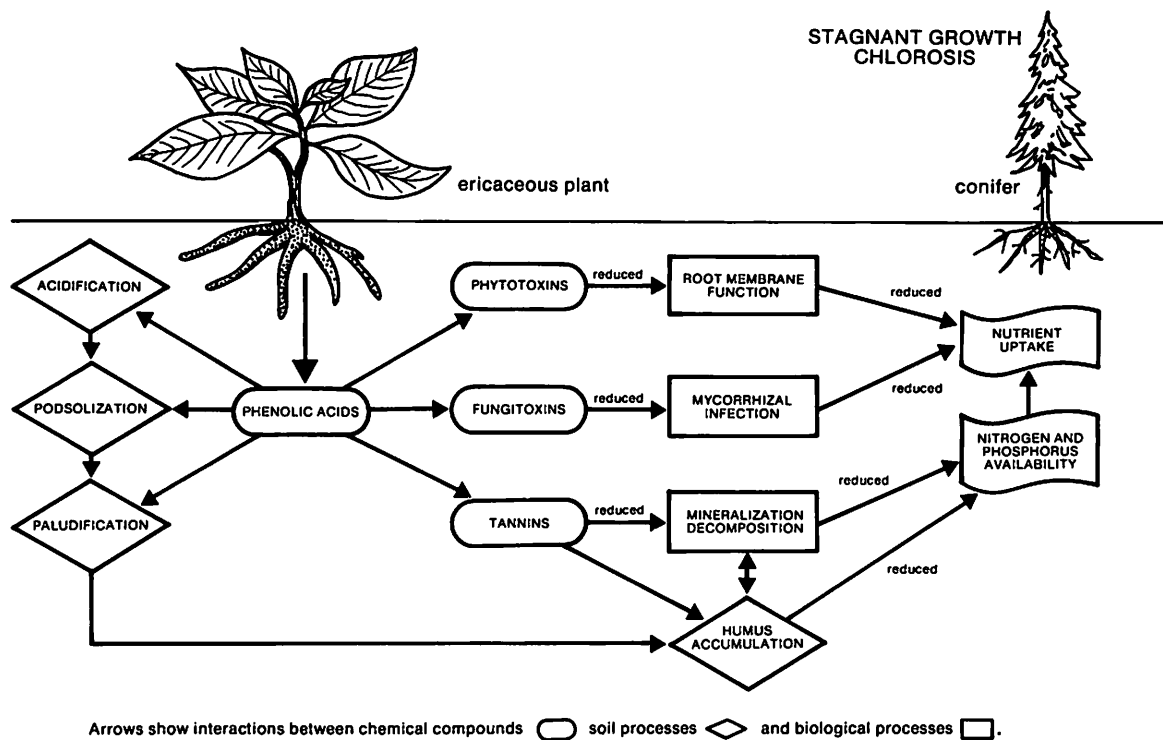 STAGNANT GROWTH
CHLOROSIS
ericaceous plant
conifer
ACIDIFICATION
PHYTOTOXINS
reduced
ROOT MEMBRANE
FUNCTION
reduced
NUTRIENT
UPTAKE
PODSOLIZATION
PHENOLIC ACIDS
FUNGITOXINS
reduced
MYCORRHIZAL
INFECTION
reduced
NITROGEN AND
PHOSPHORUS
AVAILABILITY
PALUDIFICATION
TANNINS
reduced
MINERALIZATION
DECOMPOSITION
reduced
reduced
HUMUS
ACCUMULATION
Arrows show interactions between chemical compounds soil processes and biological processes .